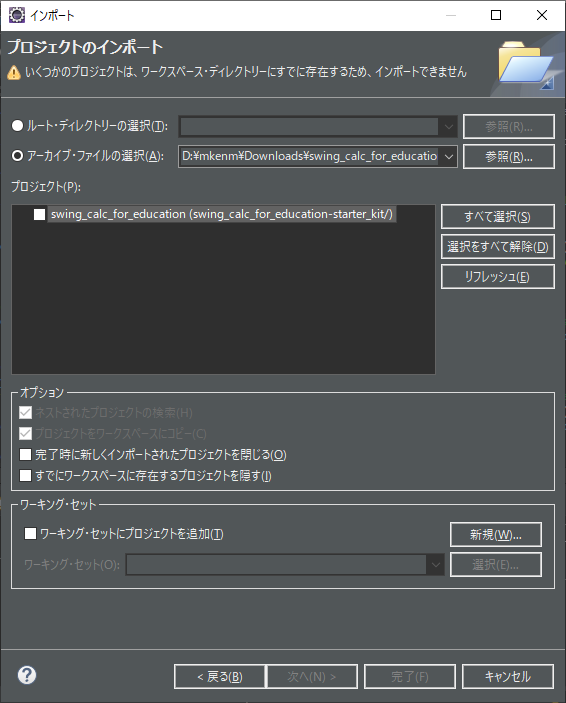 インポート
プロジェクトのインポート
いくつかのプロジェクトは、ワークスペース・ディレクトリーにすでに存在するため、インポートできません
ルート・ディレクトリーの選択(T):
参照(R)...
アーカイブ・ファイルの選択(A):
D:¥mkenm¥Downloads¥swing_calc_for_educatio
参照(R)...
プロジェクト(P):
swing_calc_for_education (swing_calc_for_education-starter_kit/)
すべて選択(S)
選択をすべて解除(D)
リフレッシュ(E)
オプション
ネストされたプロジェクトの検索(H)
プロジェクトをワークスペースにコピー(C)
完了時に新しくインポートされたプロジェクトを閉じる(O)
すでにワークスペースに存在するプロジェクトを隠す(I)
ワーキング・セット
ワーキング・セットにプロジェクトを追加(T)
新規(W)...
ワーキング・セット(O):
選択(E)...
?
< 戻る(B)
次へ(N) >
完了(F)
キャンセル